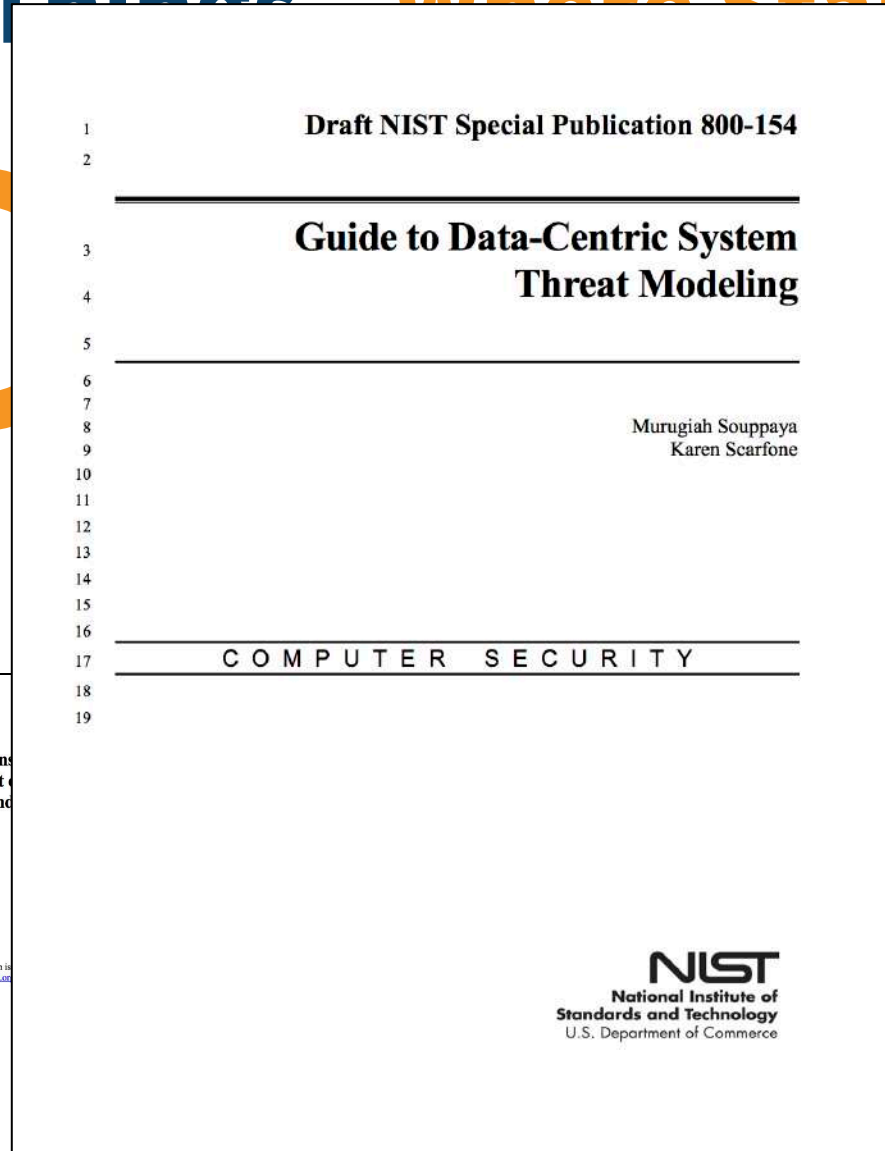 1 Draft NIST Special Publication 800-154
2
3 Guide to Data-Centric System
4 Threat Modeling
5
6
7
8 Murugiah Souppaya
9 Karen Scarfone
10
11
12
13
14
15
16
17 COMPUTER SECURITY
18
19
NIST
National Institute of
Standards and Technology
U.S. Department of Commerce